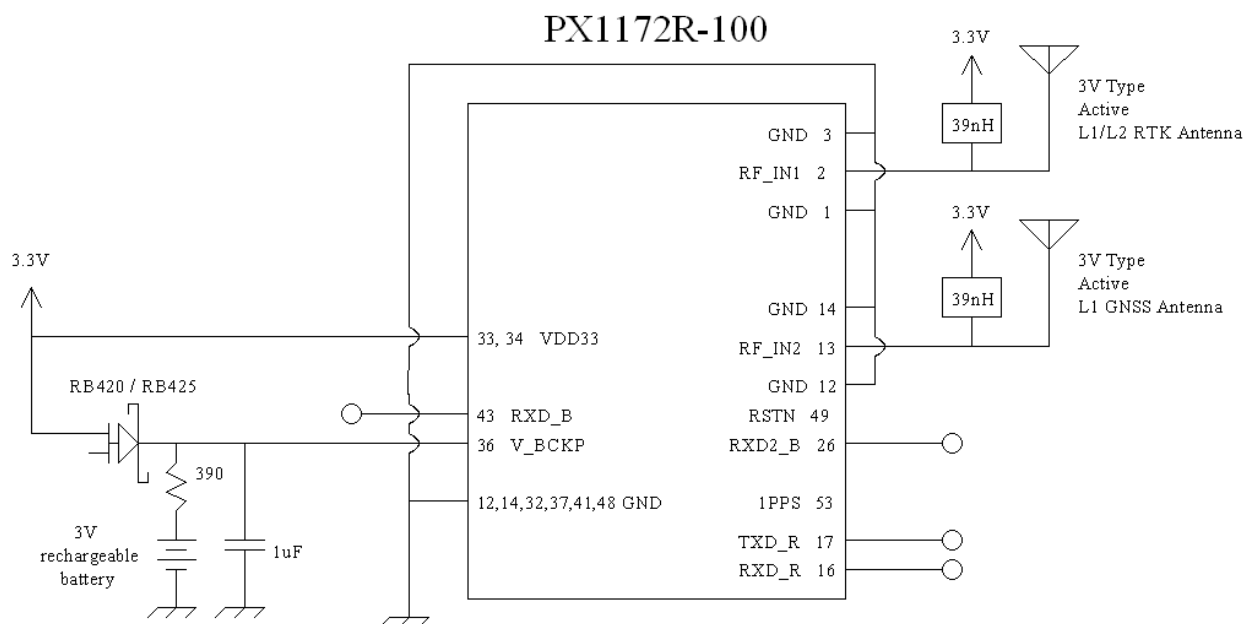 PX1172R-100
3.3V
39nH
3V Type
Active
L1/L2 RTK Antenna
GND 3
RF_IN1 2
GND 1
3.3V
39nH
3V Type
Active
L1 GNSS Antenna
GND 14
RF_IN2 13
GND 12
3.3V
33, 34 VDD33
RB420 / RB425
43 RXD_B
36 V_BCKP
390
12,14,32,37,41,48 GND
3V
rechargeable
battery
1uF
RSTN 49
RXD2_B 26
1PPS 53
TXD_R 17
RXD_R 16